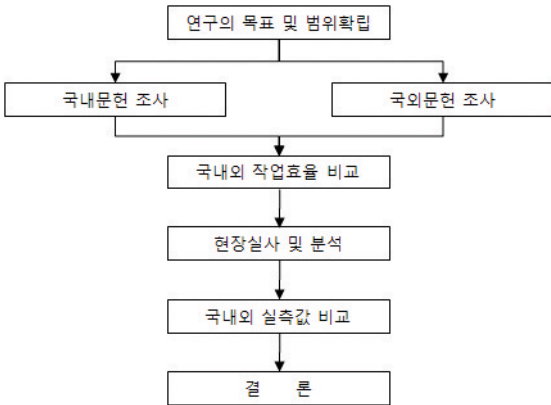 연구의 목표 및 범위확립
국내문헌 조사
국외문헌 조사
국내외 작업효율 비교
현장실사 및 분석
국내외 실측값 비교
결 론